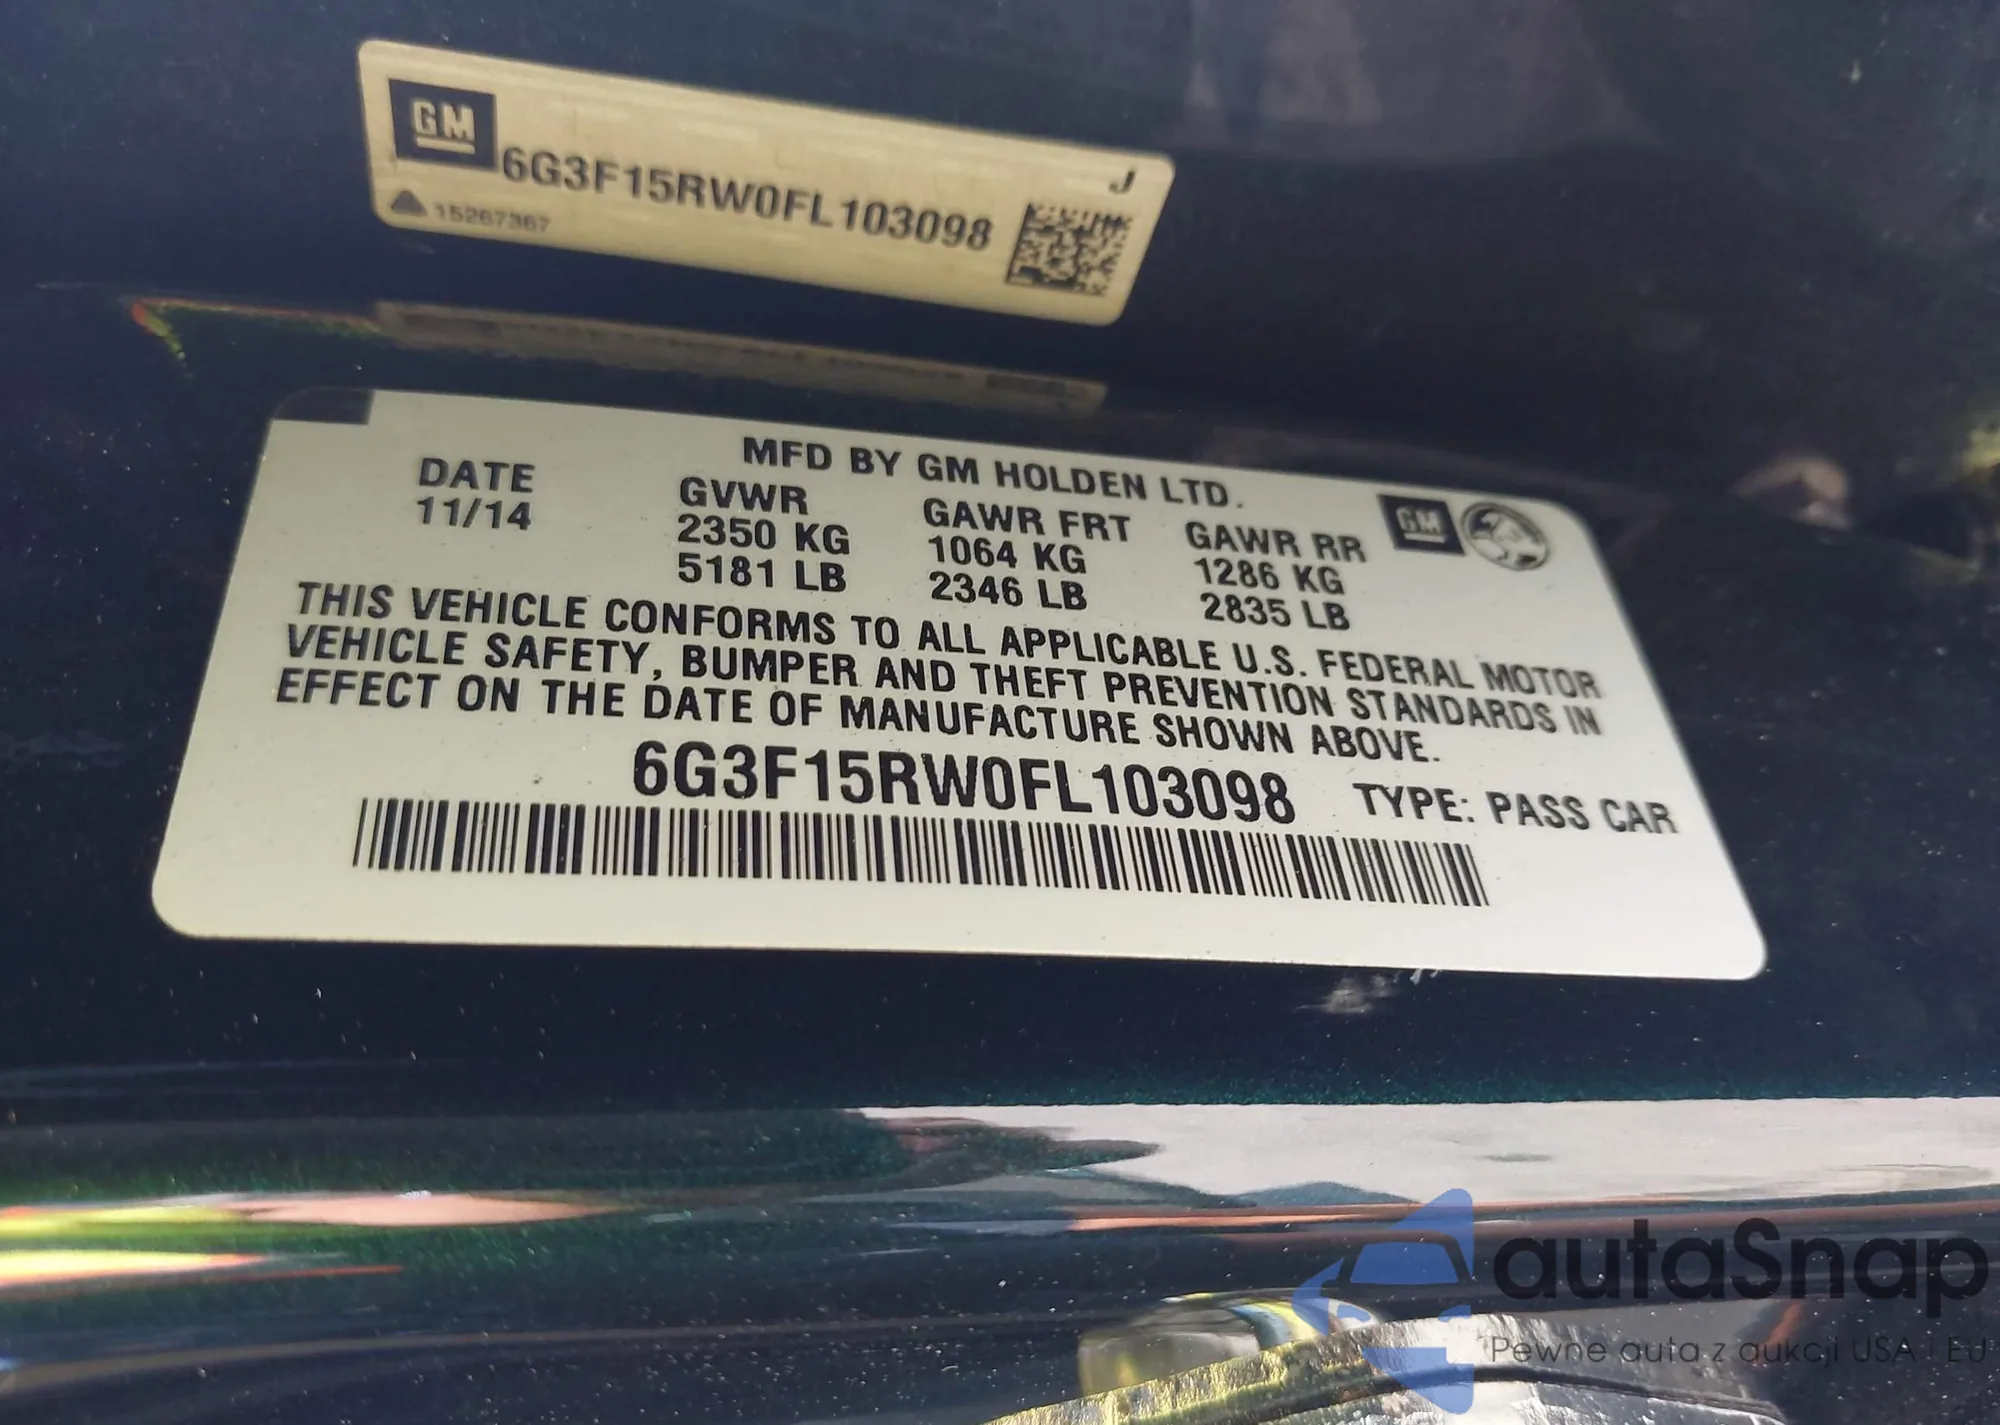 GM
J
6G3F15RW0FL103098
15267367
MFD BY GM HOLDEN LTD.
DATE GVWR GAWR FRT GAWR RR GM
11/14 2350 KG 1064 KG 1286 KG
5181 LB 2346 LB 2835 LB
THIS VEHICLE CONFORMS TO ALL APPLICABLE U.S. FEDERAL MOTOR
VEHICLE SAFETY, BUMPER AND THEFT PREVENTION STANDARDS IN
EFFECT ON THE DATE OF MANUFACTURE SHOWN ABOVE.
6G3F15RW0FL103098 TYPE: PASS CAR
autaSnap
Pewne auta z aukcji USA i EU